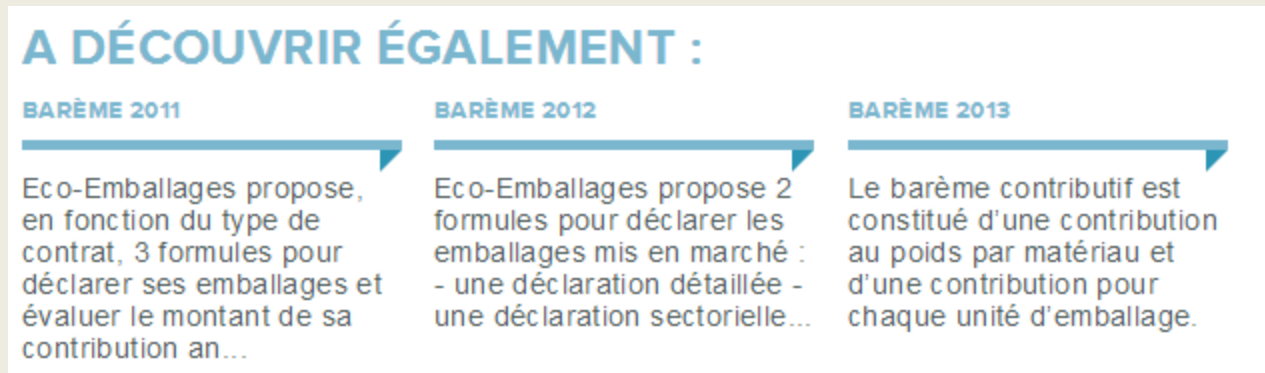 A DÉCOUVRIR ÉGALEMENT :
BARÈME 2011
Eco-Emballages propose,
en fonction du type de
contrat, 3 formules pour
déclarer ses emballages et
évaluer le montant de sa
contribution an...
BARÈME 2012
Eco-Emballages propose 2
formules pour déclarer les
emballages mis en marché :
- une déclaration détaillée -
une déclaration sectorielle...
BARÈME 2013
Le barème contributif est
constitué d'une contribution
au poids par matériau et
d'une contribution pour
chaque unité d'emballage.